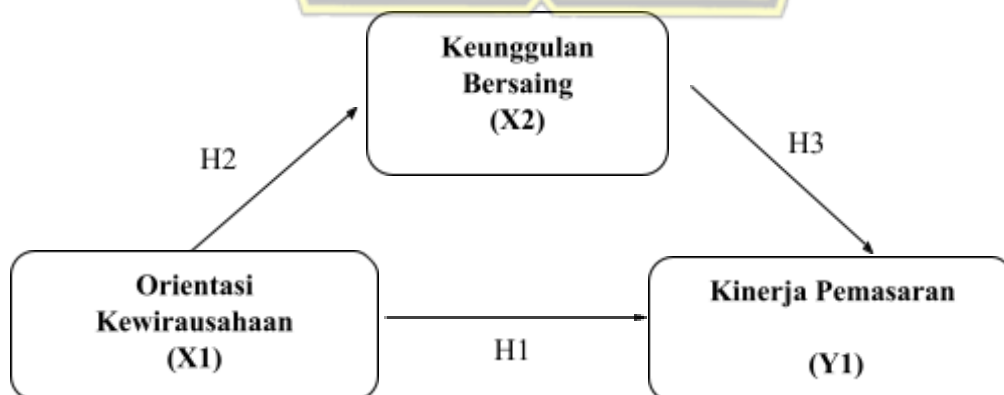 Keunggulan
Bersaing
(X2)
H2
H3
Orientasi
Kewirausahaan
(X1)
H1
Kinerja Pemasaran
(Y1)